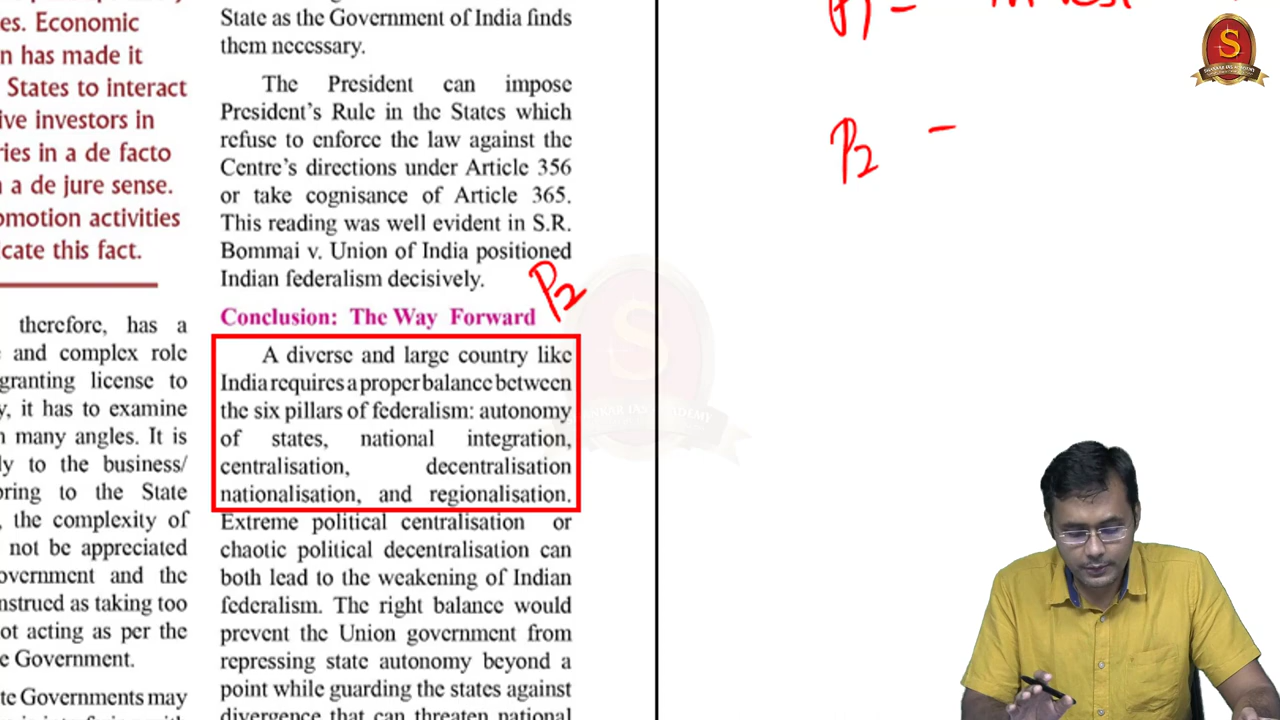 es. Economic
n has made it
States to interact
ive investors in
ries in a de facto
n a de jure sense.
omotion activities
icate this fact.
therefore, has a
e and complex role
granting license to
y, it has to examine
n many angles. It is
ly to the business/
oring to the State
, the complexity of
not be appreciated
overnment and the
nstrued as taking too
ot acting as per the
e Government.
te Governments may
State as the Government of India finds
them necessary.
The President can impose
President's Rule in the States which
refuse to enforce the law against the
Centre's directions under Article 356
or take cognisance of Article 365.
This reading was well evident in S.R.
Bommai v. Union of India positioned
Indian federalism decisively.
P2
Conclusion: The Way Forward
A diverse and large country like
India requires a proper balance between
the six pillars of federalism: autonomy
of states, national integration,
centralisation, decentralisation
nationalisation, and regionalisation.
Extreme political centralisation or
chaotic political decentralisation can
both lead to the weakening of Indian
federalism. The right balance would
prevent the Union government from
repressing state autonomy beyond a
point while guarding the states against
divergence that can threaten national
P1 -
P2 -
S